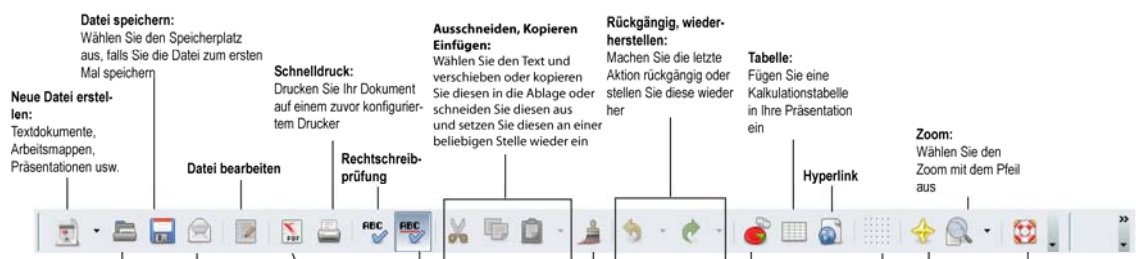 Datei speichern:
Wählen Sie den Speicherplatz
aus, falls Sie die Datei zum ersten
Mal speichern
Neue Datei erstel-
len:
Textdokumente,
Arbeitsmappen,
Präsentationen usw.
Datei bearbeiten
Schnelldruck:
Drucken Sie Ihr Dokument
auf einem zuvor konfigurier-
tem Drucker
Rechtschreib-
prüfung
Ausschneiden, Kopieren
Einfügen:
Wählen Sie den Text und
verschieben oder kopieren
Sie diesen in die Ablage oder
schneiden Sie diesen aus
und setzen Sie diesen an einer
beliebigen Stelle wieder ein
Rückgängig, wieder-
herstellen:
Machen Sie die letzte
Aktion rückgängig oder
stellen Sie diese wieder
her
Tabelle:
Fügen Sie eine
Kalkulationstabelle
in Ihre Präsentation
ein
Hyperlink
Zoom:
Wählen Sie den
Zoom mit dem Pfeil
aus
PDF
ABC
ABC
»